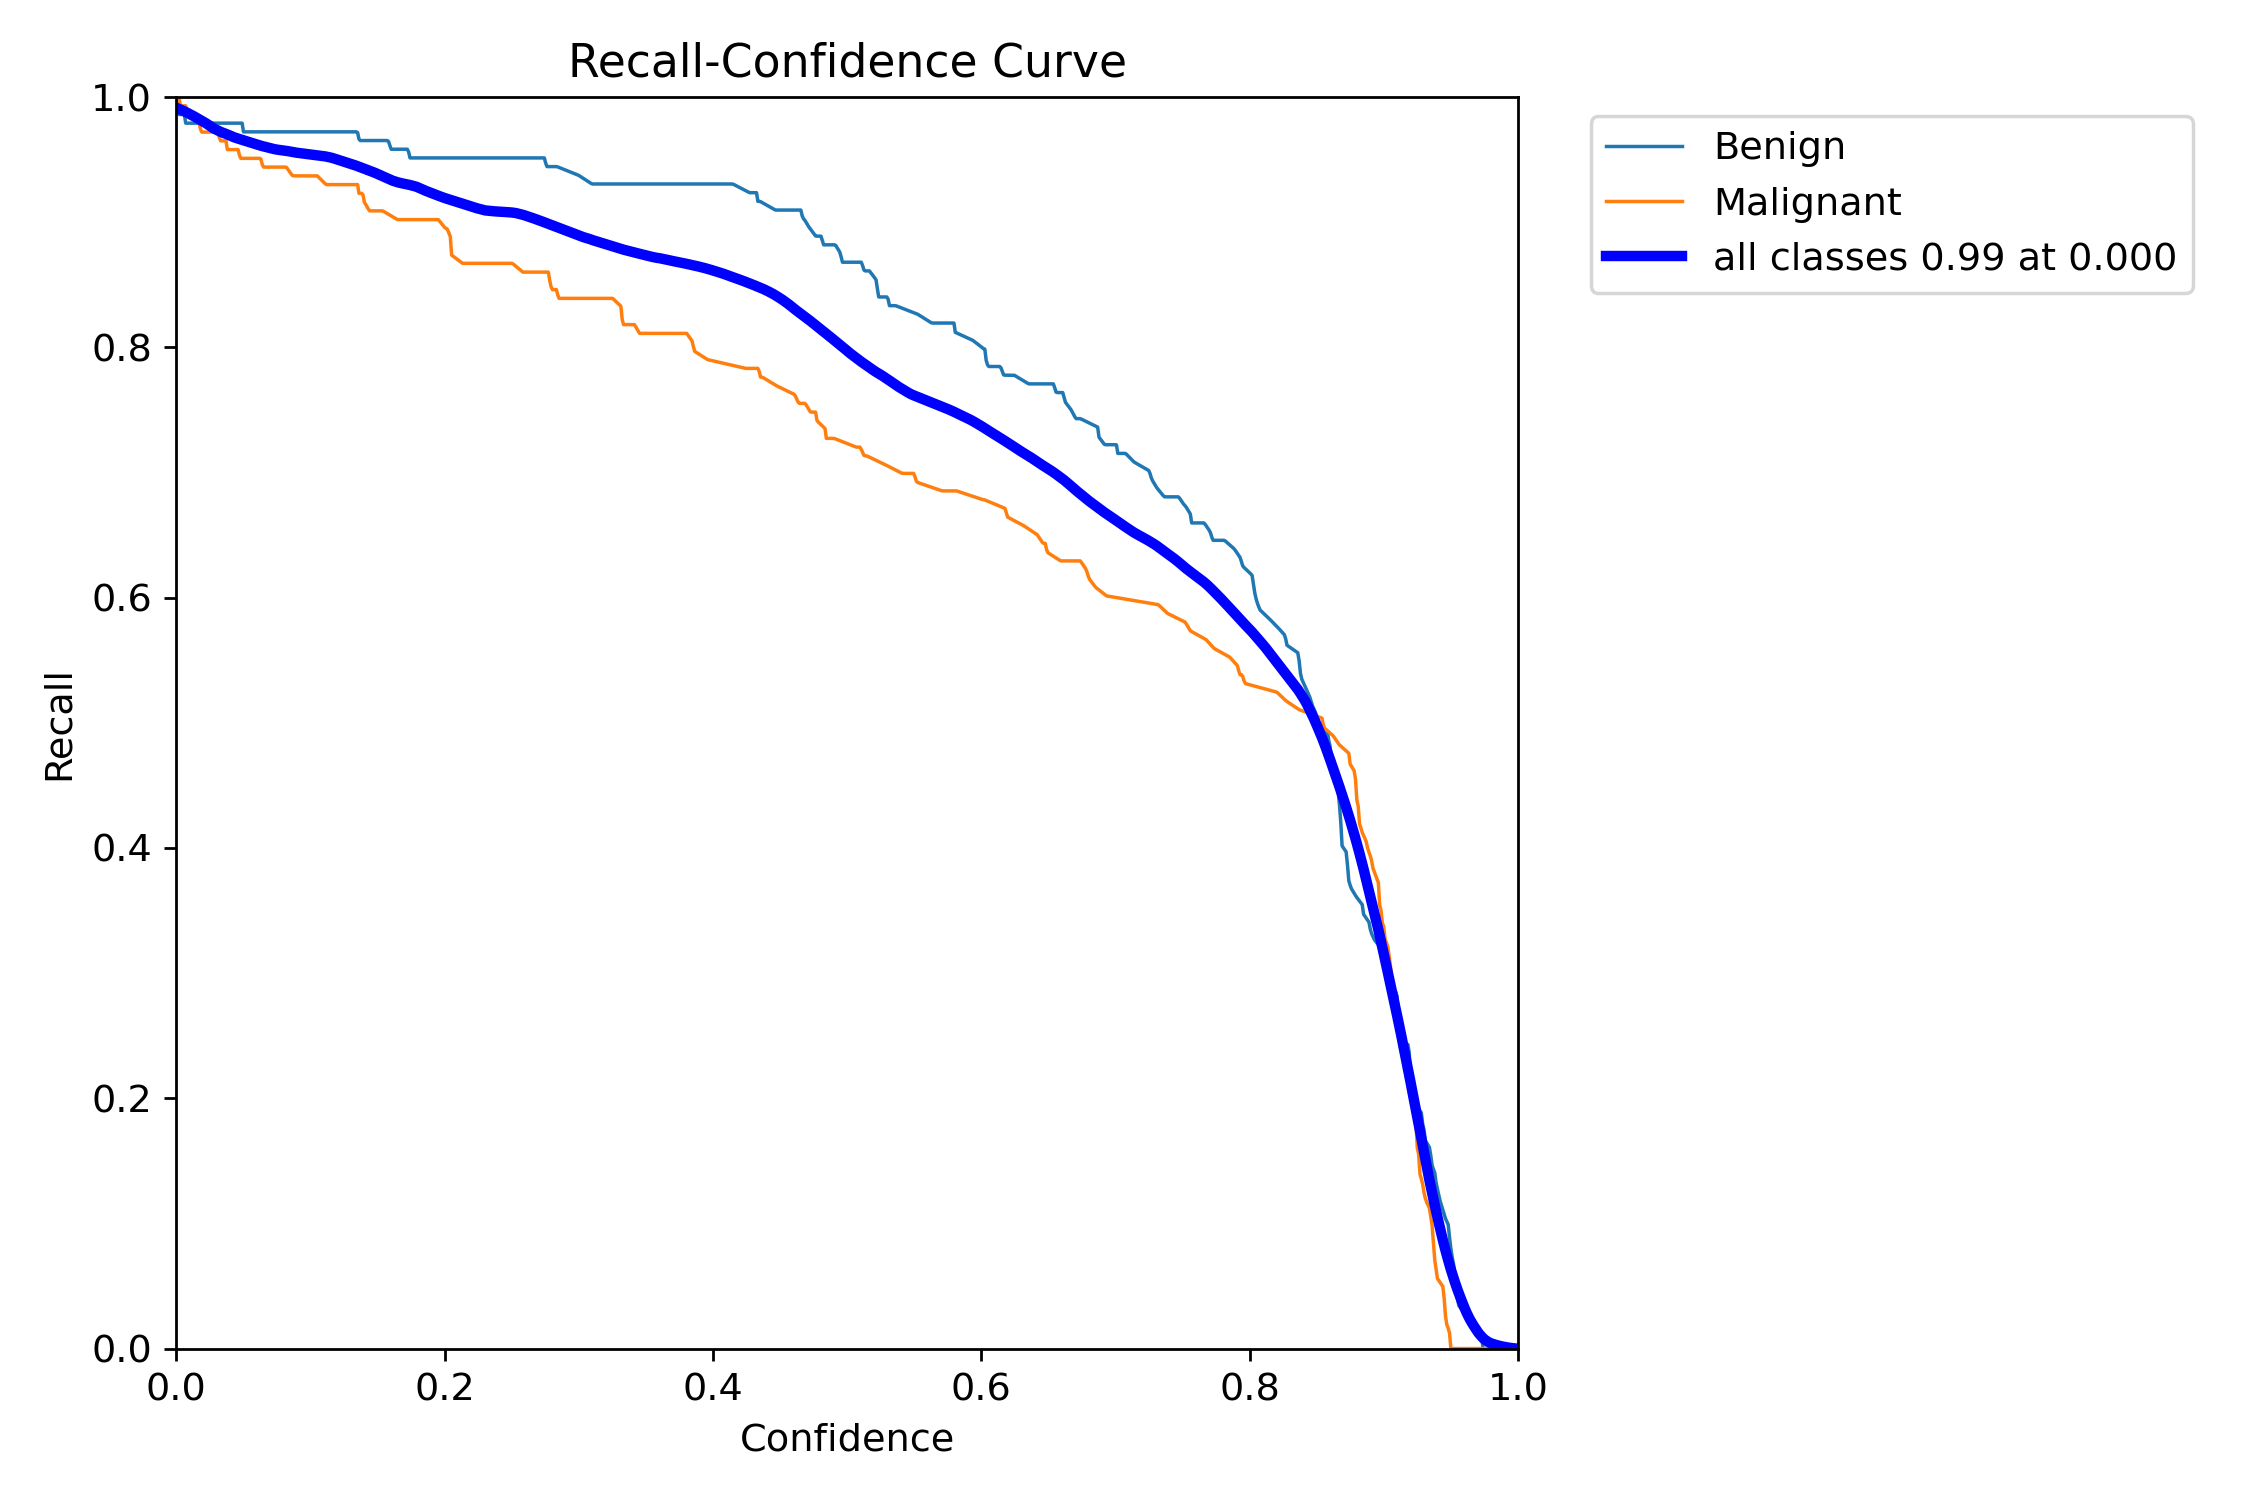 Recall-Confidence Curve
1.0
0.8
0.6
0.4
0.2
0.0
Recall
0.0 0.2 0.4 0.6 0.8 1.0
Confidence
Benign
Malignant
all classes 0.99 at 0.000